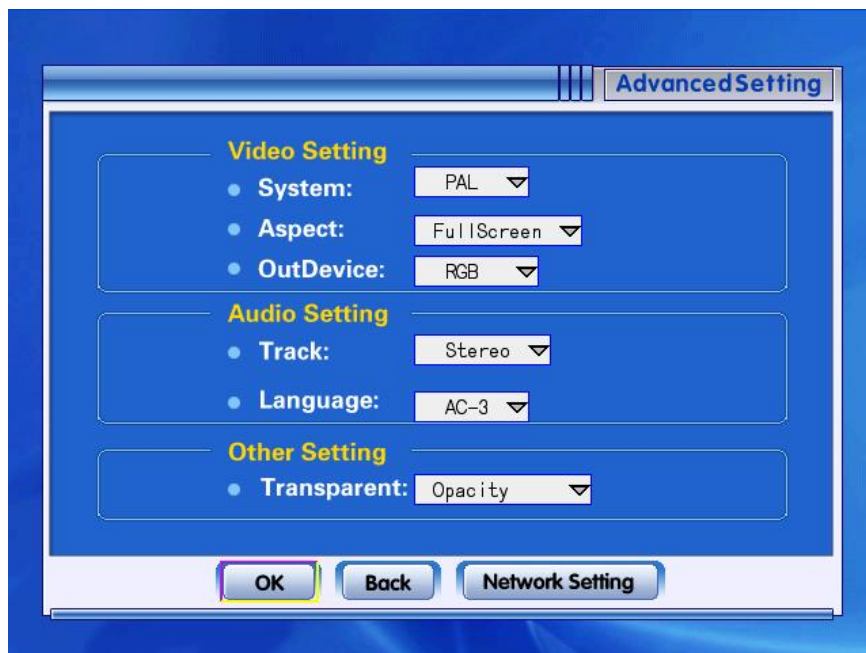 AdvancedSetting
Video Setting
System: PAL
Aspect: FullScreen
OutDevice: RGB
Audio Setting
Track: Stereo
Language: AC-3
Other Setting
Transparent: Opacity
OK Back Network Setting